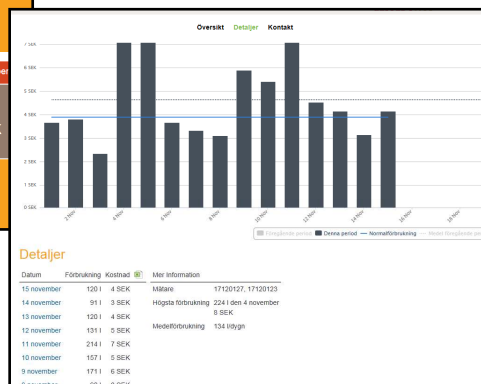 Oversikt Detaljer Kontakt
7 SEK
6 SEK
5 SEK
4 SEK
3 SEK
2 SEK
1 SEK
0 SEK
2 Nov 4 Nov 6 Nov 8 Nov 10 Nov 12 Nov 14 Nov 16 Nov 18 Nov
Föregående period Denna period Normalförbrukning Medel föregående
Detaljer
Datum Förbrukning Kostnad Mer Information
15 november 120 l 4 SEK Mätare 17120127, 17120123
14 november 91 l 3 SEK Högsta förbrukning 224 l den 4 november
8 SEK
13 november 120 l 4 SEK
12 november 131 l 5 SEK Medelförbrukning 134 l/dygn
11 november 214 l 7 SEK
10 november 157 l 5 SEK
9 november 171 l 6 SEK